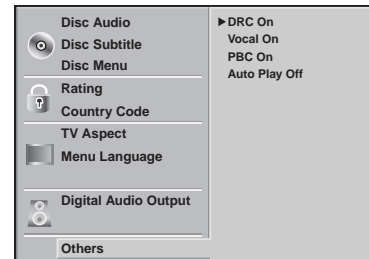 Disc Audio
Disc Subtitle
Disc Menu
Rating
Country Code
TV Aspect
Menu Language
Digital Audio Output
Others
DRC On
Vocal On
PBC On
Auto Play Off